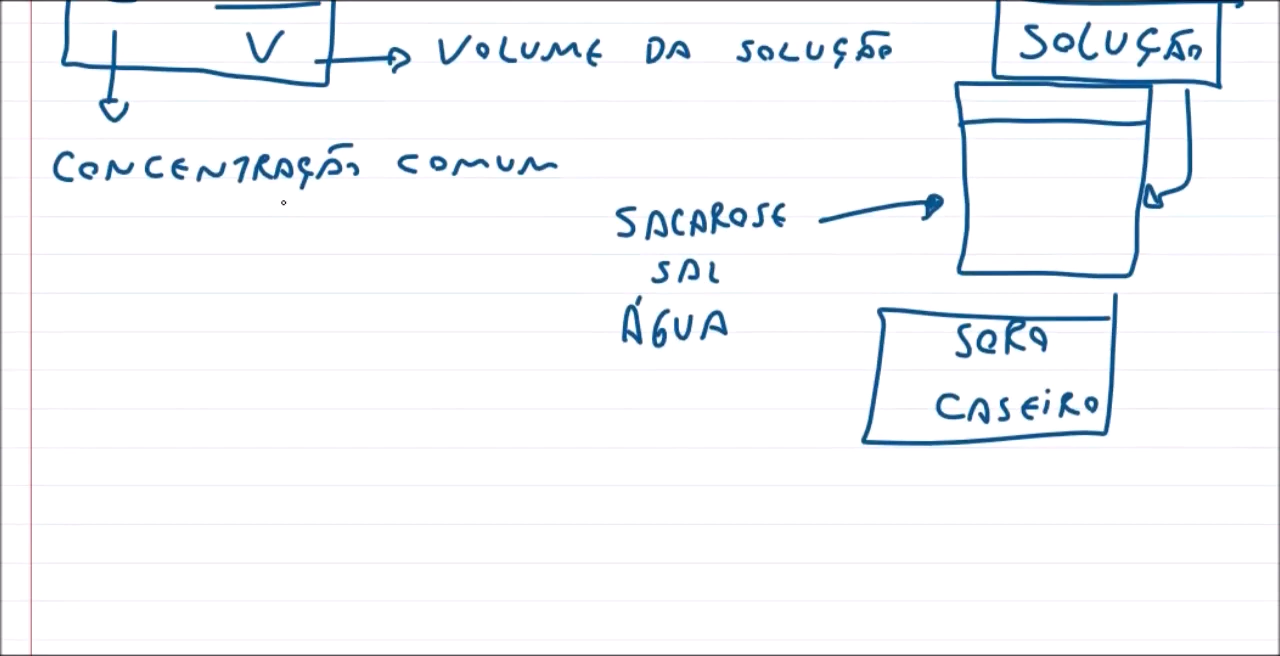 V → VOLUME DA SOLUÇÃO
SOLUÇÃO
CONCENTRAÇÃO COMUM
SACAROSE
SAL
ÁGUA
SORO
CASEIRO